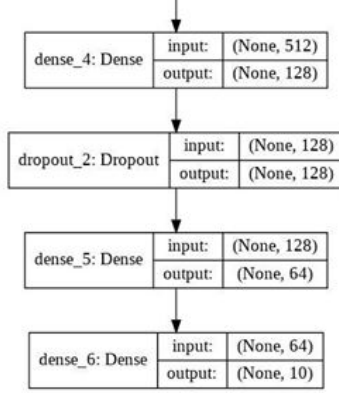 dense_4: Dense
input: (None, 512)
output: (None, 128)
dropout_2: Dropout
input: (None, 128)
output: (None, 128)
dense_5: Dense
input: (None, 128)
output: (None, 64)
dense_6: Dense
input: (None, 64)
output: (None, 10)